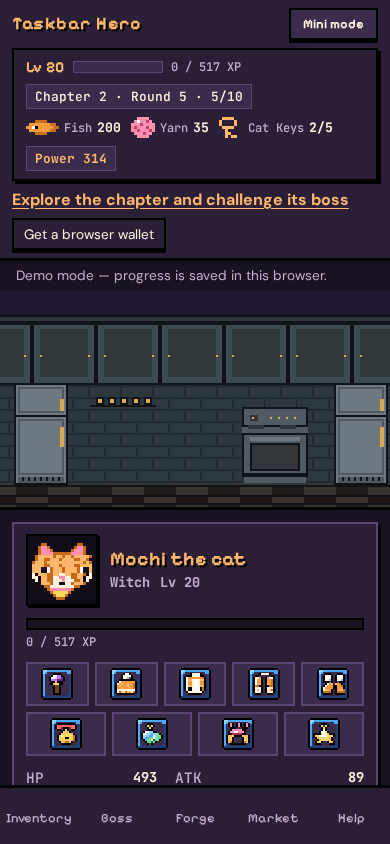 Taskbar Hero
Mini mode
Lv 20 0 / 517 XP
Chapter 2 · Round 5 · 5/10
Fish 200 Yarn 35 Cat Keys 2/5
Power 314
Explore the chapter and challenge its boss
Get a browser wallet
Demo mode — progress is saved in this browser.
Mochi the cat
Witch Lv 20
0 / 517 XP
HP 493 ATK 89
Inventory Boss Forge Market Help